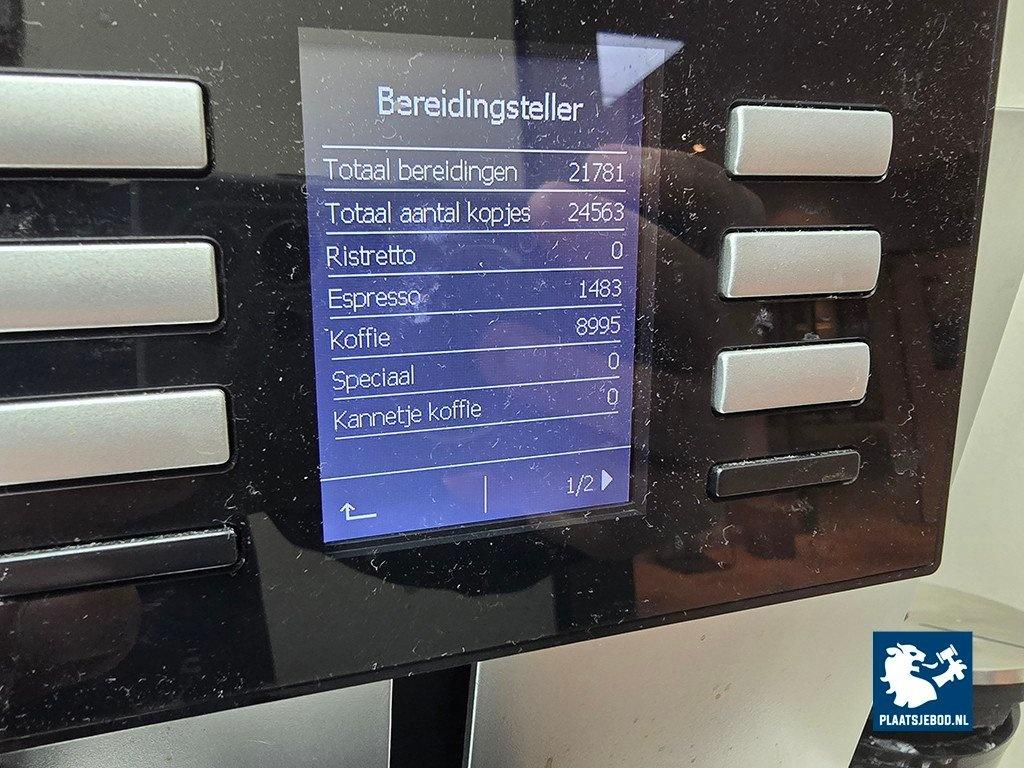 Bereidingsteller
Totaal bereidingen 21781
Totaal aantal kopjes 24563
Ristretto 0
Espresso 1483
Koffie 8995
Speciaal 0
Kannetje koffie 0
1/2
PLAATSJEBOD.NL